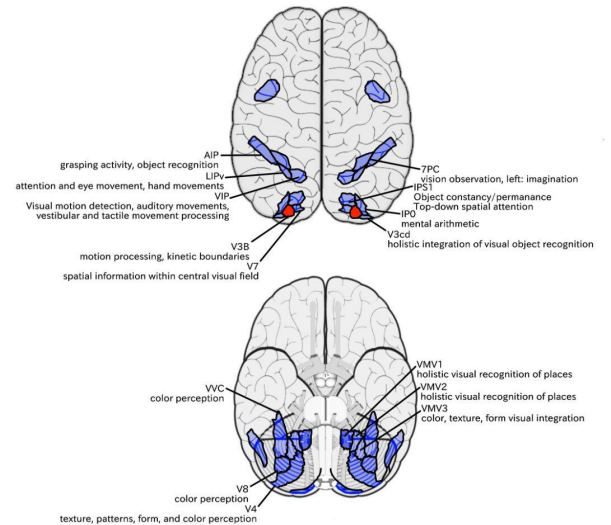 AIP
grasping activity, object recognition
LIPv
attention and eye movement, hand movements
VIP
Visual motion detection, auditory movements,
vestibular and tactile movement processing
V3B
motion processing, kinetic boundaries
V7
spatial information within central visual field
7PC
vision observation, left: imagination
IPS1
Object constancy/permanance
Top-down spatial attention
IP0
mental arithmetic
V3cd
holistic integration of visual object recognition
VVC
color perception
V8
color perception
V4
texture, patterns, form, and color perception
VMV1
holistic visual recognition of places
VMV2
holistic visual recognition of places
VMV3
color, texture, form visual integration